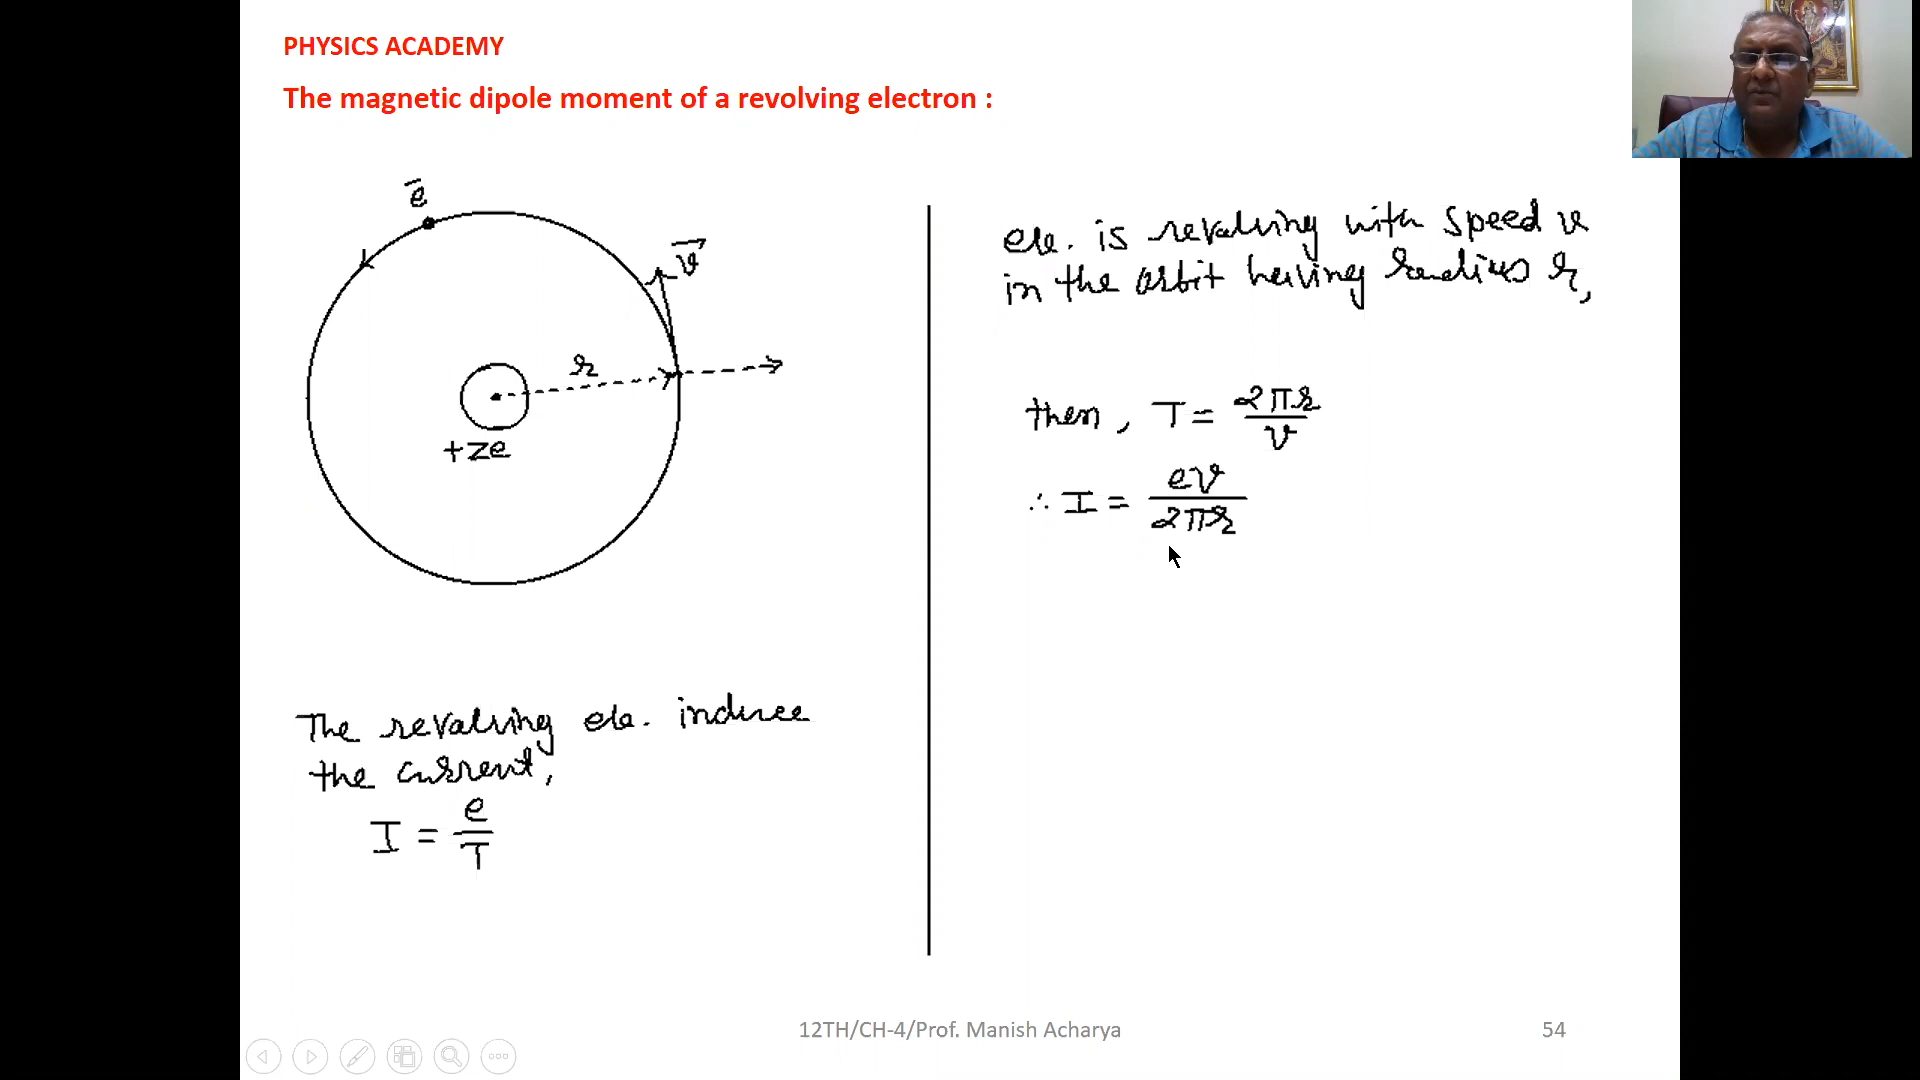 PHYSICS ACADEMY
The magnetic dipole moment of a revolving electron :
e̅
v⃗
r
+ze
The revolving ele. induce
the current,
I = e/T
ele. is revolving with speed v
in the orbit having radius r,
then, T = 2πr/v
∴ I = ev/2πr
12TH/CH-4/Prof. Manish Acharya
54